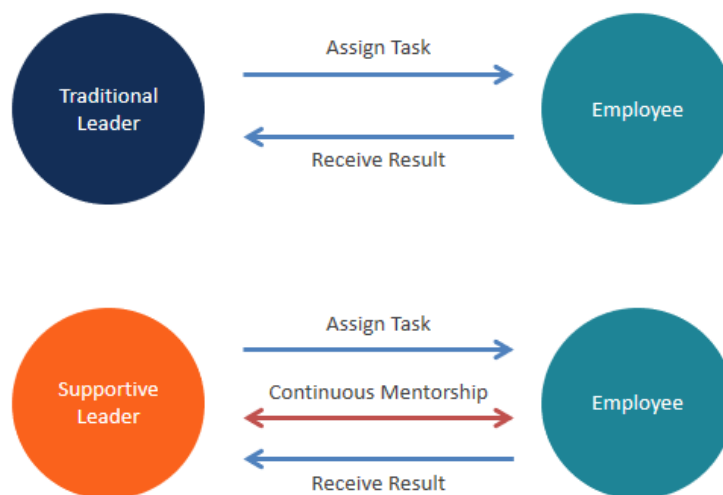 Assign Task
Traditional
Leader
Employee
Receive Result
Assign Task
Continuous Mentorship
Supportive
Leader
Employee
Receive Result